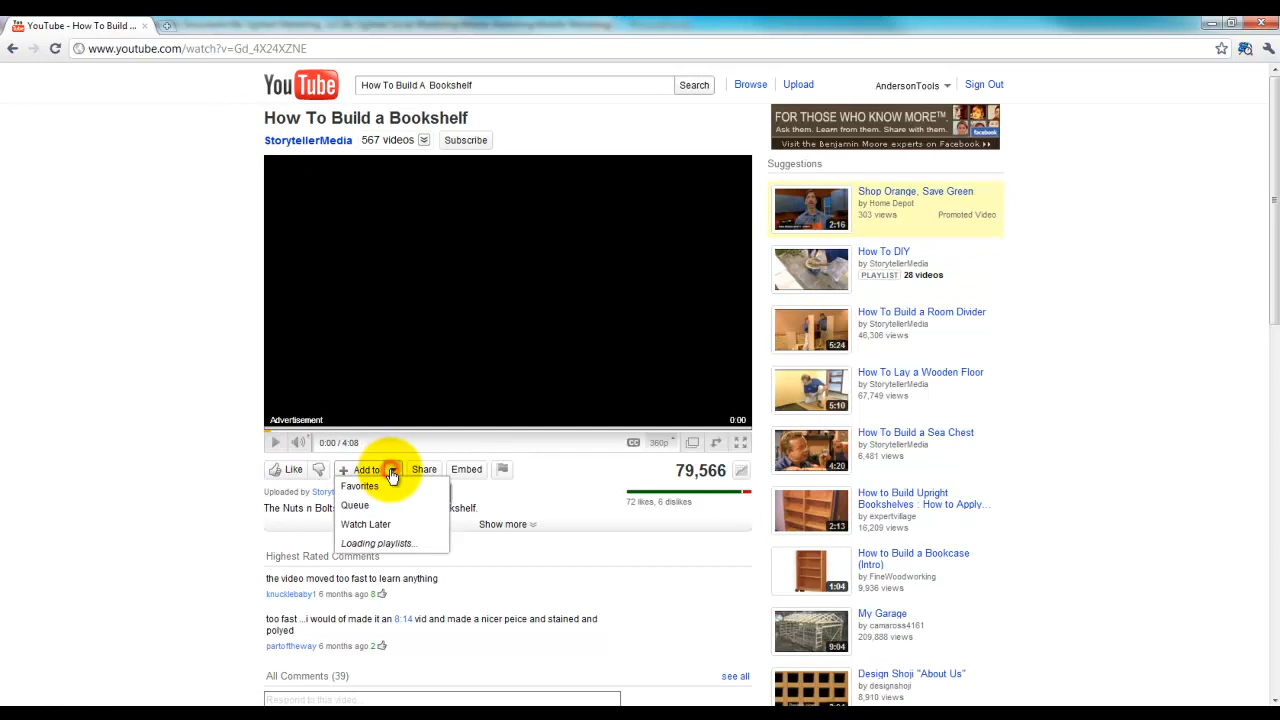 YouTube - How To Build ...
www.youtube.com/watch?v=Gd_4X24XZNE
YouTube
How To Build A Bookshelf
Search
Browse
Upload
AndersonTools
Sign Out
How To Build a Bookshelf
StorytellerMedia
567 videos
Subscribe
Advertisement
0:00
0:00 / 4:08
CC
360p
Like
Add to
Share
Embed
79,566
Favorites
Queue
Watch Later
Loading playlists...
Uploaded by Storyt
72 likes, 6 dislikes
The Nuts n Bolts
kshelf.
Show more
Highest Rated Comments
the video moved too fast to learn anything
knucklebaby1 6 months ago 8
too fast ...i would of made it an 8:14 vid and made a nicer peice and stained and
polyed
partoftheway 6 months ago 2
All Comments (39)
see all
Respond to this video...
FOR THOSE WHO KNOW MORE™.
Ask them. Learn from them. Share with them.
facebook
Visit the Benjamin Moore experts on Facebook
Suggestions
Shop Orange, Save Green
by Home Depot
303 views
Promoted Video
2:16
How To DIY
by StorytellerMedia
PLAYLIST 28 videos
How To Build a Room Divider
by StorytellerMedia
46,306 views
5:24
How To Lay a Wooden Floor
by StorytellerMedia
67,749 views
5:10
How To Build a Sea Chest
by StorytellerMedia
6,481 views
4:20
How to Build Upright
Bookshelves : How to Apply...
by expertvillage
16,209 views
2:13
How to Build a Bookcase
(Intro)
by FineWoodworking
9,936 views
1:04
My Garage
by camaross4161
209,888 views
9:04
Design Shoji "About Us"
by designshoji
8,910 views